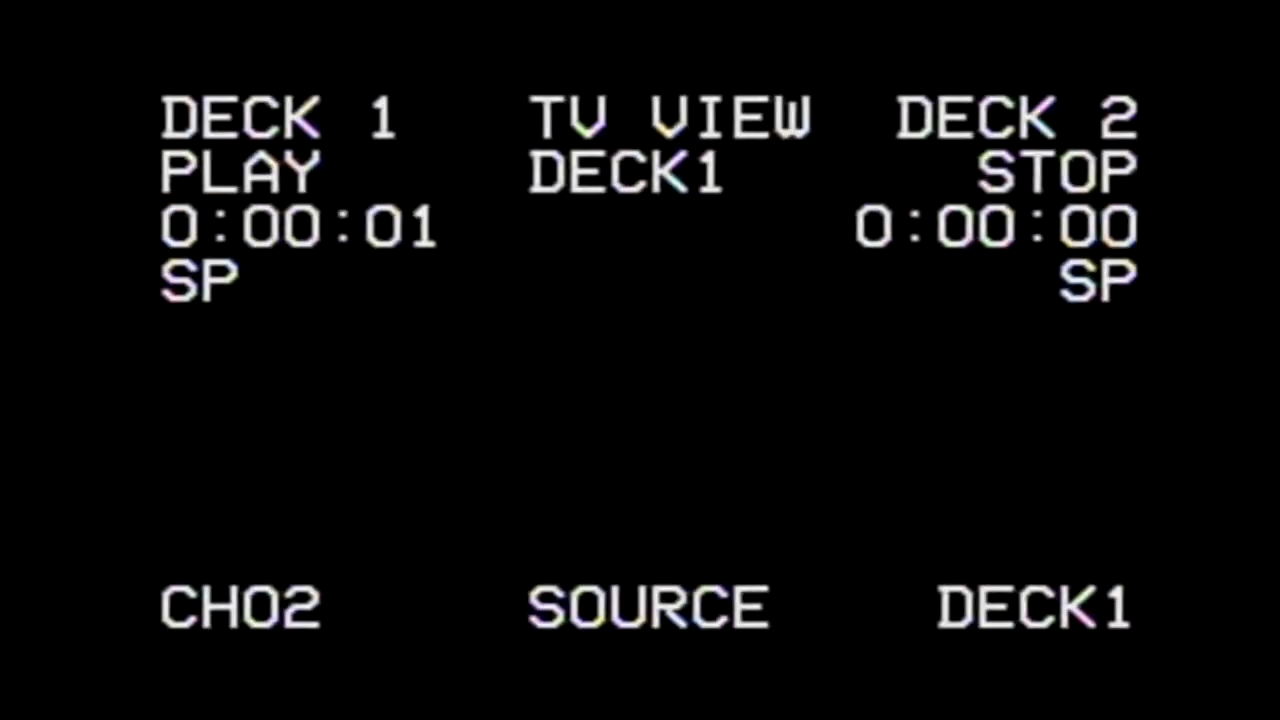 DECK 1 TV VIEW DECK 2
PLAY DECK1 STOP
0:00:01 0:00:00
SP SP
CH02 SOURCE DECK1